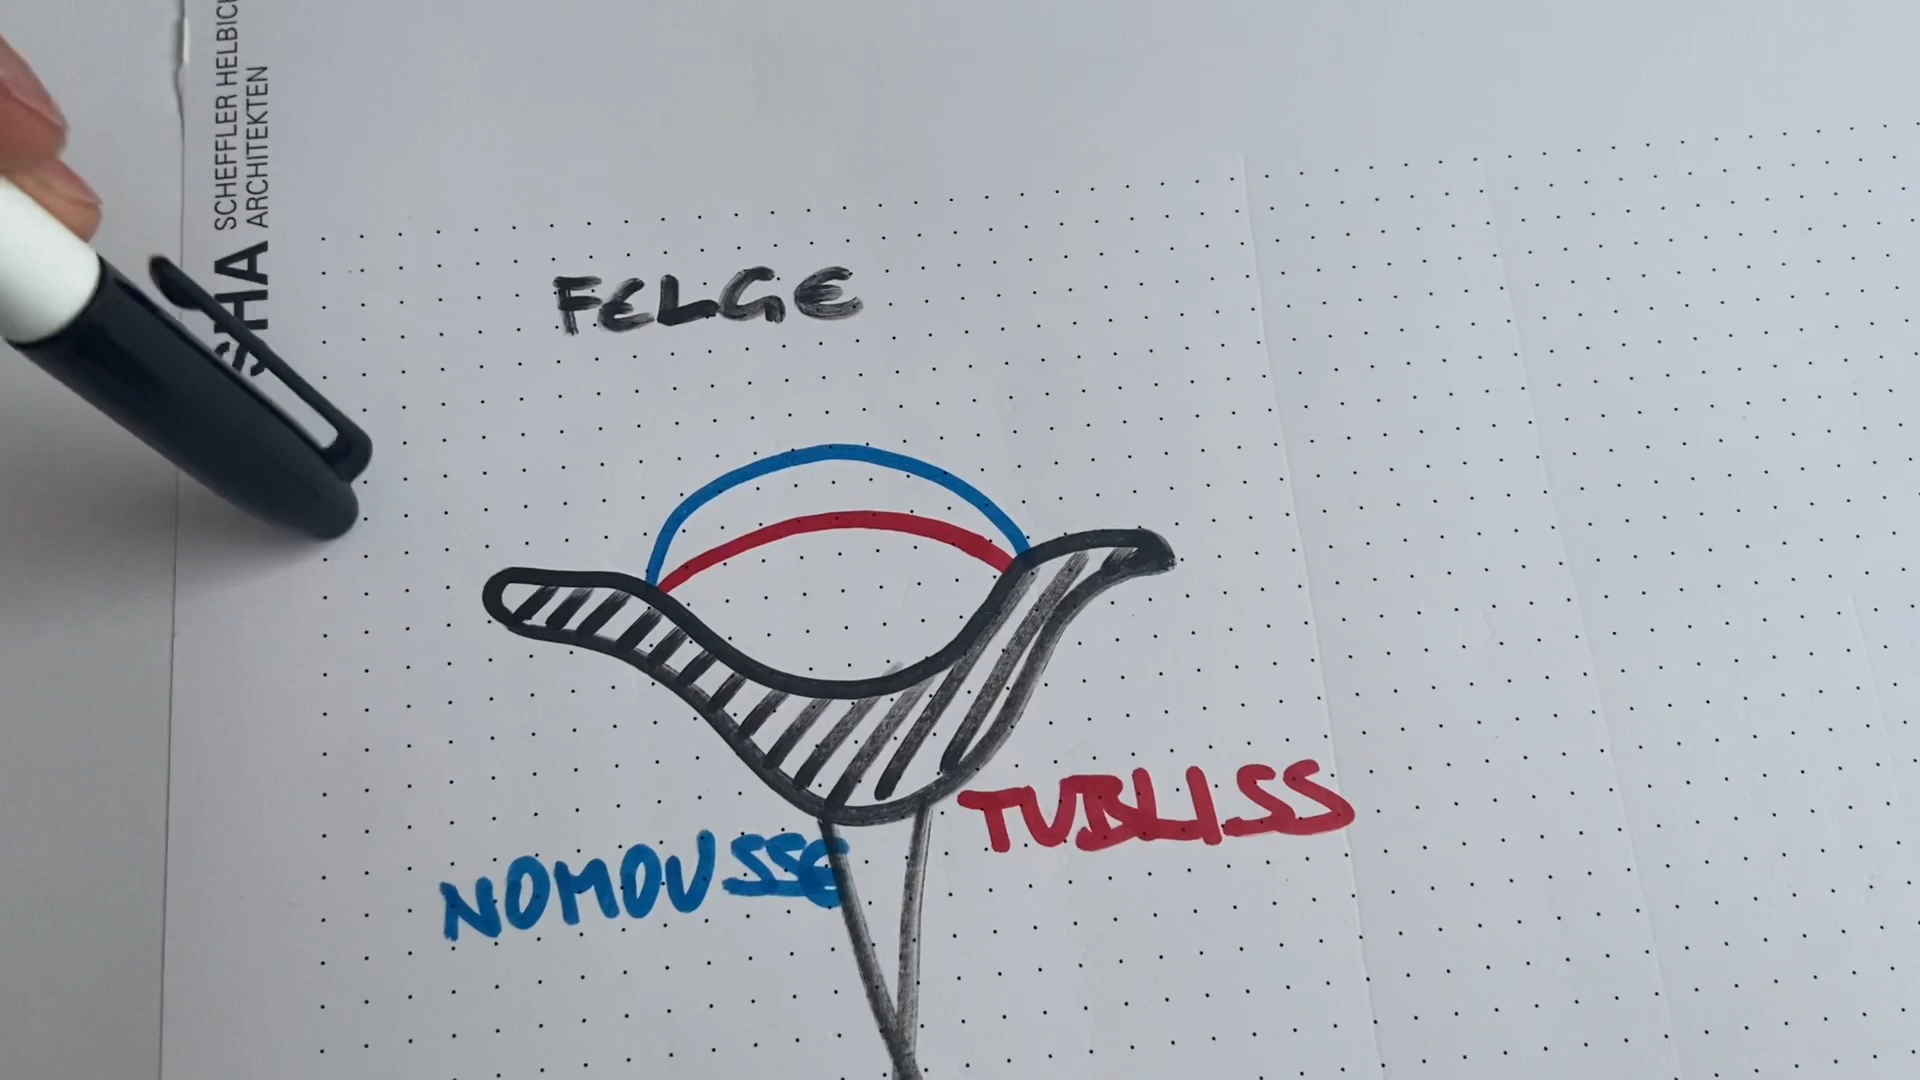 SCHEFFLER HELBICH
ARCHITEKTEN
SHA
FELGE
TUBLISS
NOMOUSSE